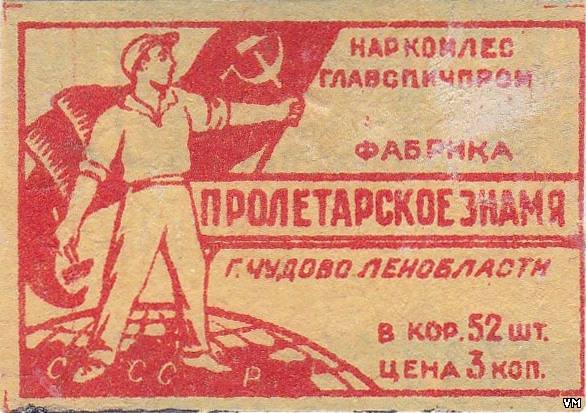 НАРКОМЛЕС
ГЛАВСПИЧПРОМ
ФАБРИКА
ПРОЛЕТАРСКОЕ ЗНАМЯ
Г. ЧУДОВО ЛЕНОБЛАСТИ
В КОР. 52 ШТ.
ЦЕНА 3 КОП.
С С С Р
VM